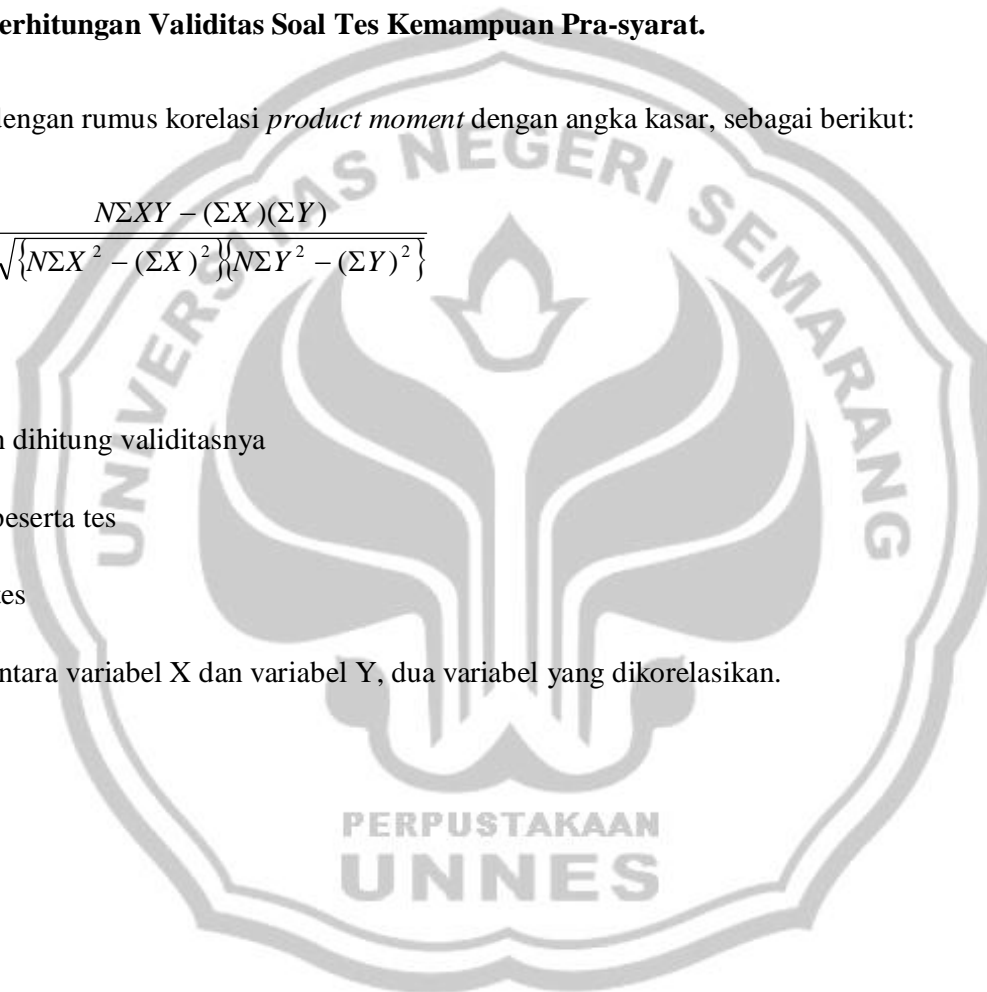 erhitungan Validitas Soal Tes Kemampuan Pra-syarat.
dengan rumus korelasi product moment dengan angka kasar, sebagai berikut:
NΣXY – (ΣX)(ΣY)
√{NΣX² – (ΣX)²}{NΣY² – (ΣY)²}
dihitung validitasnya
peserta tes
tes
ntara variabel X dan variabel Y, dua variabel yang dikorelasikan.
UNIVERSITAS NEGERI SEMARANG
PERPUSTAKAAN
UNNES